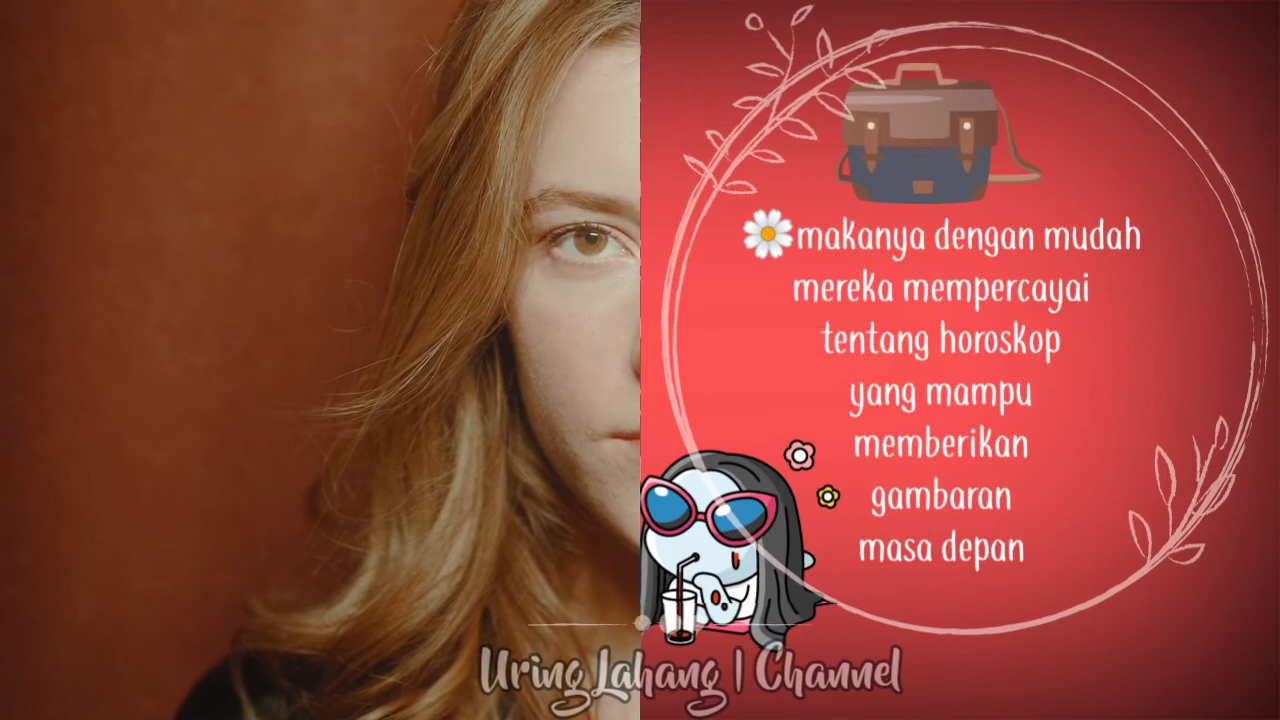 makanya dengan mudah
mereka mempercayai
tentang horoskop
yang mampu
memberikan
gambaran
masa depan
Uring Lahang | Channel